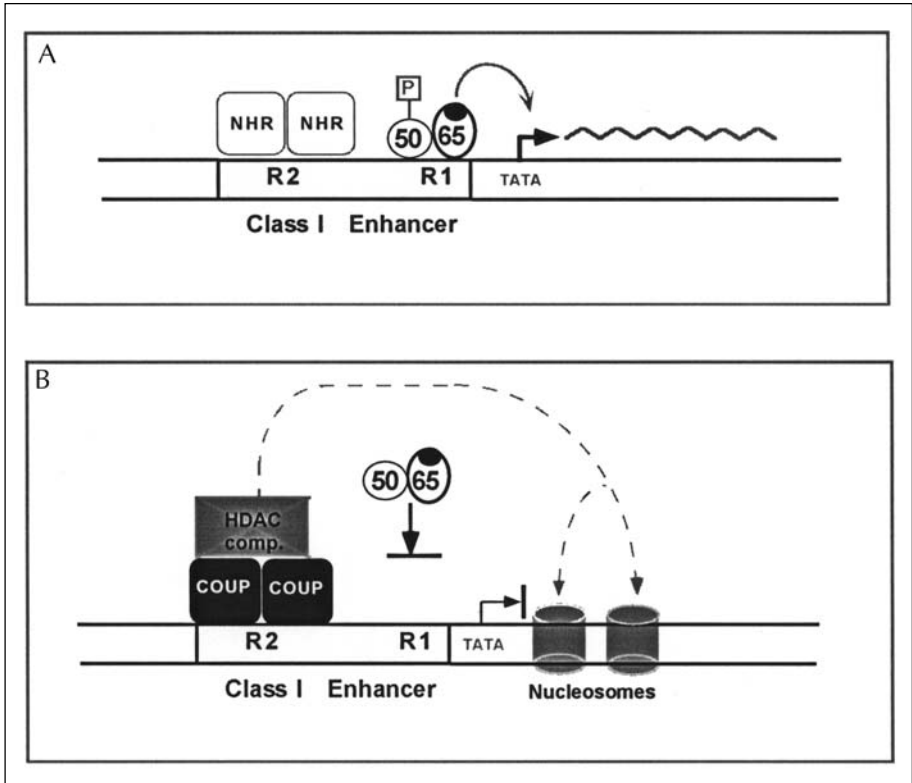 A
P
NHR NHR 50 65
R2 R1 TATA
Class I Enhancer
B
50 65
HDAC
comp.
COUP COUP
R2 R1 TATA
Class I Enhancer Nucleosomes